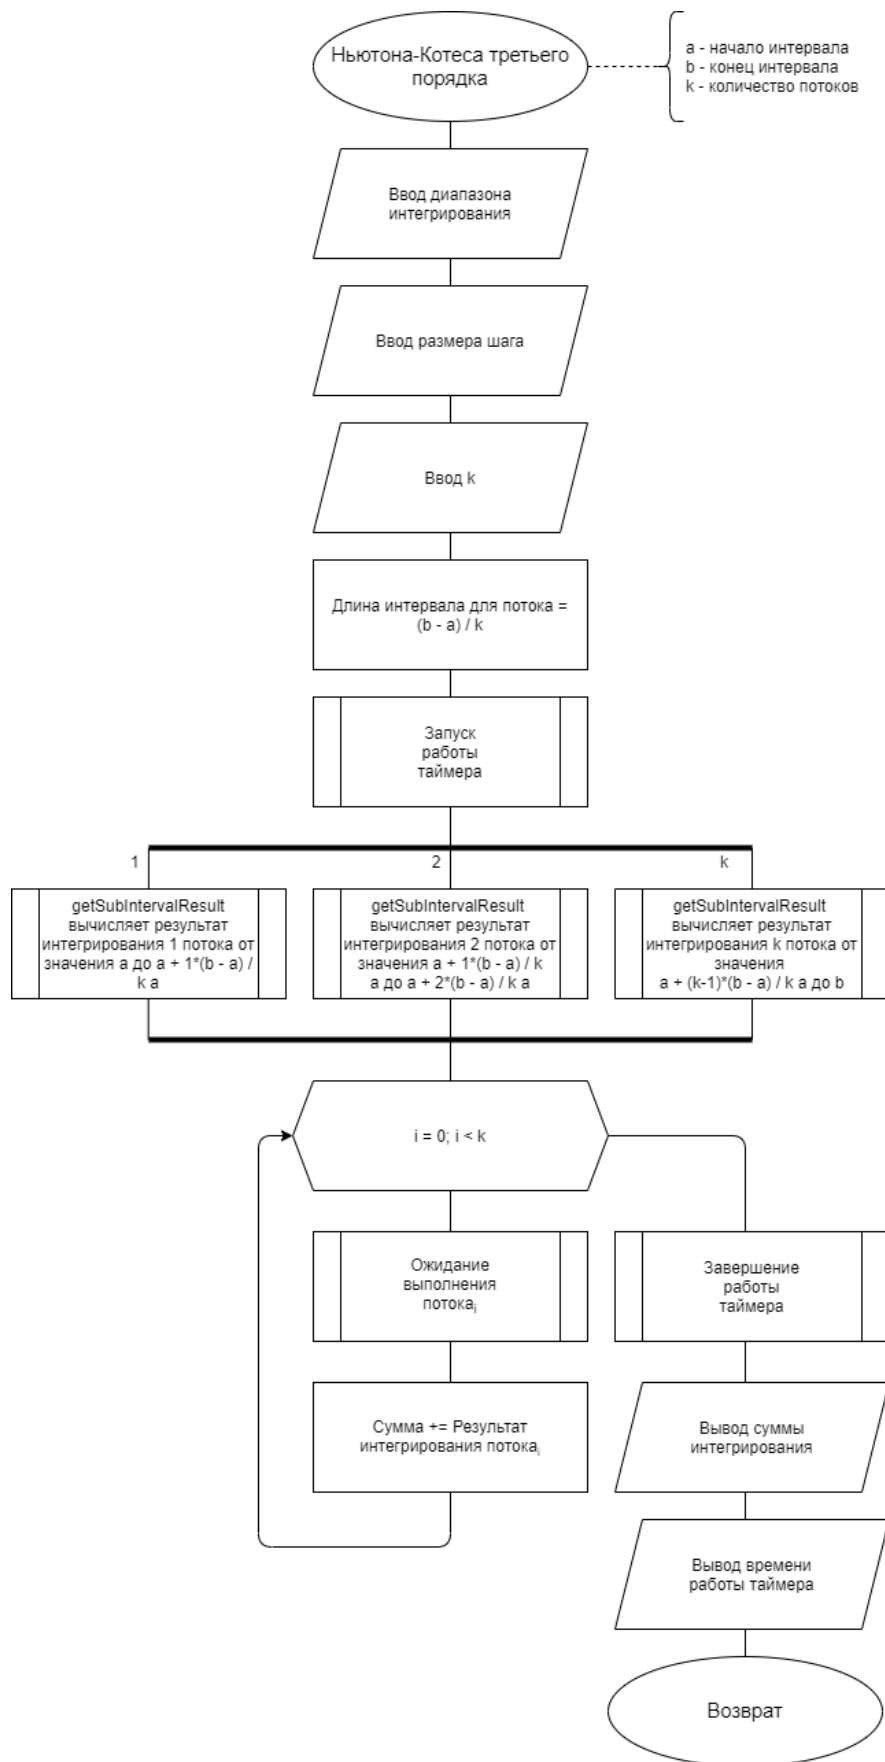 Ньютона-Котеса третьего
порядка
a - начало интервала
b - конец интервала
k - количество потоков
Ввод диапазона
интегрирования
Ввод размера шага
Ввод k
Длина интервала для потока =
(b - a) / k
Запуск
работы
таймера
1
2
k
getSubIntervalResult
вычисляет результат
интегрирования 1 потока от
значения a до a + 1*(b - a) /
k a
getSubIntervalResult
вычисляет результат
интегрирования 2 потока от
значения a + 1*(b - a) / k
a до a + 2*(b - a) / k a
getSubIntervalResult
вычисляет результат
интегрирования k потока от
значения
a + (k-1)*(b - a) / k a до b
i = 0; i < k
Ожидание
выполнения
потокаi
Сумма += Результат
интегрирования потокаi
Завершение
работы
таймера
Вывод суммы
интегрирования
Вывод времени
работы таймера
Возврат